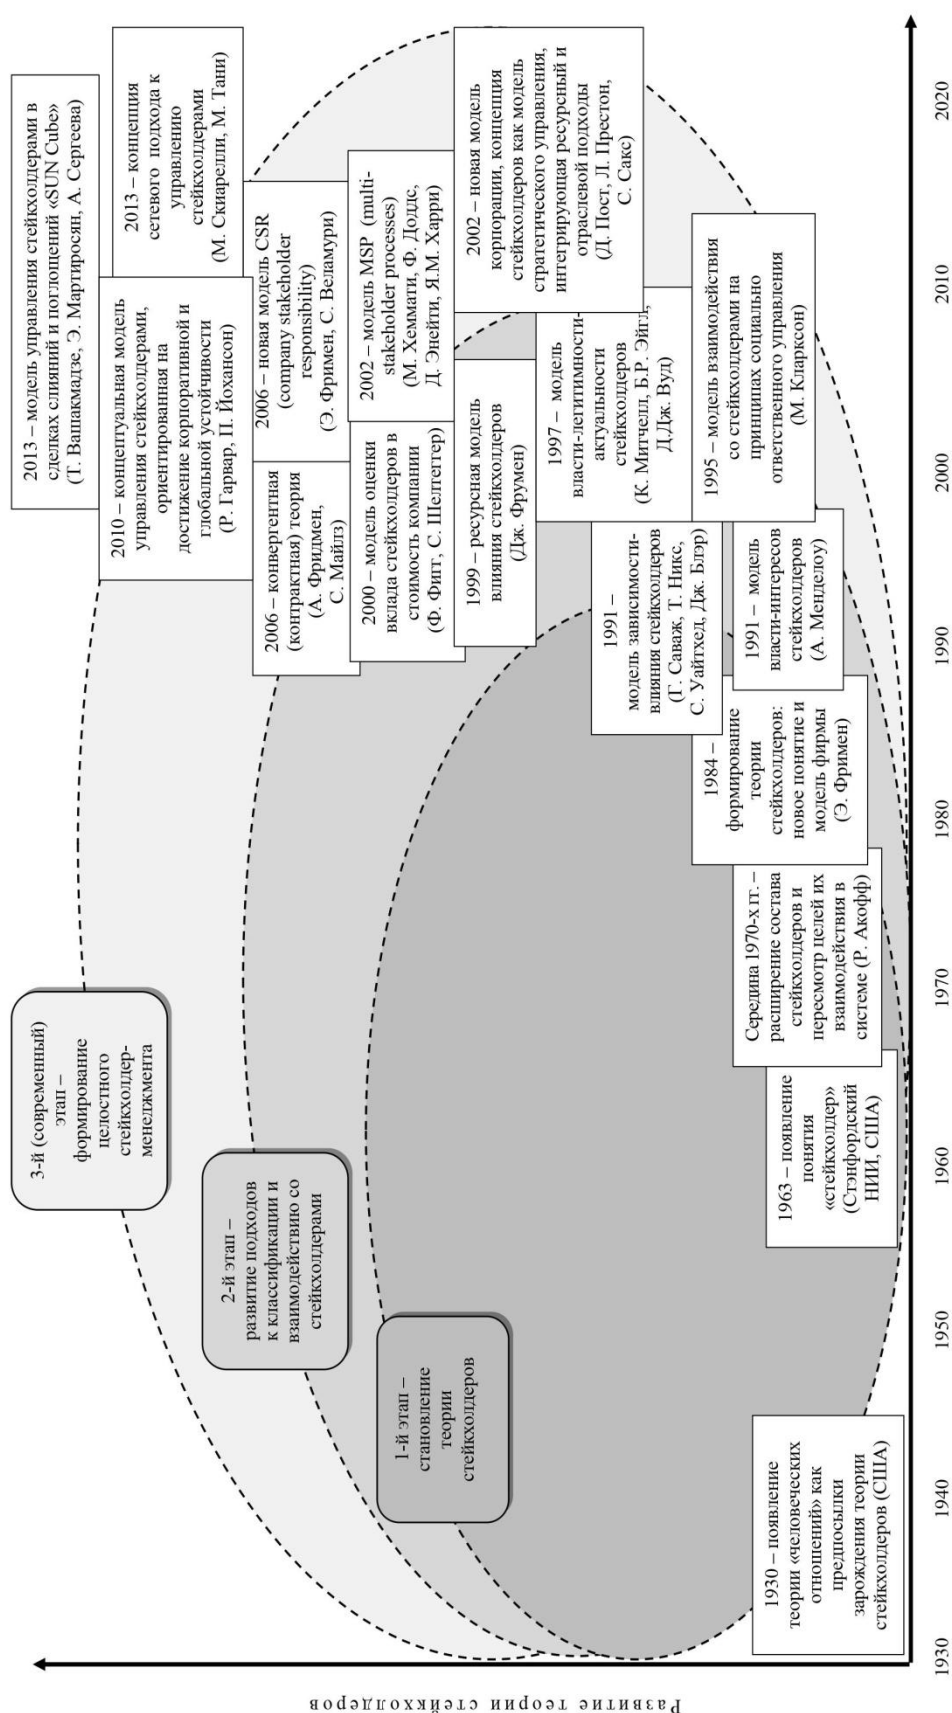 Развитие теории стейкхолдеров
3-й (современный)
этап –
формирование
целостного
стейкхолдер-
менеджмента
2-й этап –
развитие подходов
к классификации и
взаимодействию со
стейкхолдерами
1-й этап –
становление
теории
стейкхолдеров
2013 – модель управления стейкхолдерами в
сделках слияний и поглощений «SUN Cube»
(Т. Вашакмадзе, Э. Мартиросян, А. Сергеева)
2013 – концепция
сетевого подхода к
управлению
стейкхолдерами
(М. Скиарелли, М. Тани)
2010 – концептуальная модель
управления стейкхолдерами,
ориентированная на
достижение корпоративной и
глобальной устойчивости
(Р. Гарвар, П. Йохансон)
2006 – новая модель CSR
(company stakeholder
responsibility)
(Э. Фримен, С. Веламури)
2006 – конвергентная
(контрактная) теория
(А. Фридмен,
С. Майлз)
2002 – модель MSP (multi-
stakeholder processes)
(М. Хеммати, Ф. Доддс,
Д. Энейти, Я.М. Харри)
2000 – модель оценки
вклада стейкхолдеров в
стоимость компании
(Ф. Фигг, С. Шелтеггер)
2002 – новая модель
корпорации, концепция
стейкхолдеров как модель
стратегического управления,
интегрирующая ресурсный и
отраслевой подходы
(Д. Пост, Л. Престон,
С. Сакс)
1999 – ресурсная модель
влияния стейкхолдеров
(Дж. Фрумен)
1997 – модель
власти-легитимности-
актуальности
стейкхолдеров
(К. Митчелл, Б.Р. Эйгл,
Д.Дж. Вуд)
1991 –
модель зависимости-
влияния стейкхолдеров
(Г. Саваж, Т. Никс,
С. Уайтхед, Дж. Блэр)
1995 – модель взаимодействия
со стейкхолдерами на
принципах социально
ответственного управления
(М. Кларксон)
1991 – модель
власти-интересов
стейкхолдеров
(А. Менделоу)
1984 –
формирование
теории
стейкхолдеров:
новое понятие и
модель фирмы
(Э. Фримен)
Середина 1970-х гг. –
расширение состава
стейкхолдеров и
пересмотр целей их
взаимодействия в
системе (Р. Акофф)
1963 – появление
понятия
«стейкхолдер»
(Стэнфордский
НИИ, США)
1930 – появление
теории «человеческих
отношений» как
предпосылки
зарождения теории
стейкхолдеров (США)
1930 1940 1950 1960 1970 1980 1990 2000 2010 2020